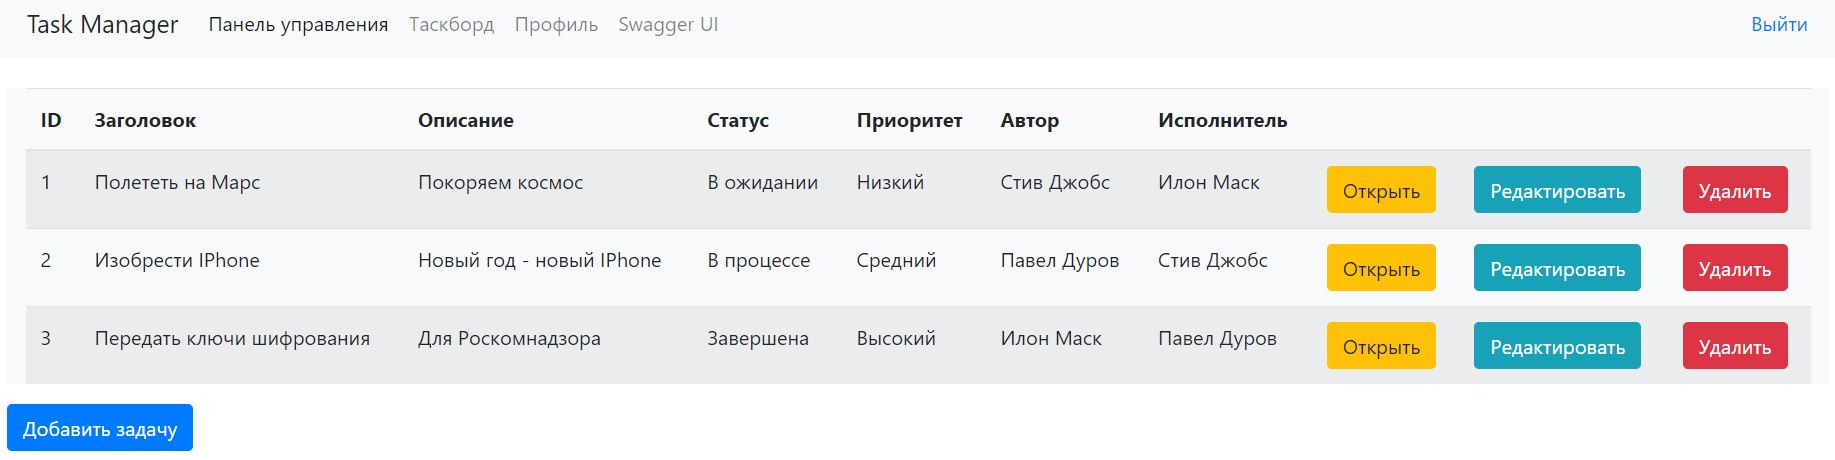 Task Manager Панель управления Таскборд Профиль Swagger UI Выйти
ID Заголовок Описание Статус Приоритет Автор Исполнитель
1 Полететь на Марс Покоряем космос В ожидании Низкий Стив Джобс Илон Маск Открыть Редактировать Удалить
2 Изобрести IPhone Новый год - новый IPhone В процессе Средний Павел Дуров Стив Джобс Открыть Редактировать Удалить
3 Передать ключи шифрования Для Роскомнадзора Завершена Высокий Илон Маск Павел Дуров Открыть Редактировать Удалить
Добавить задачу